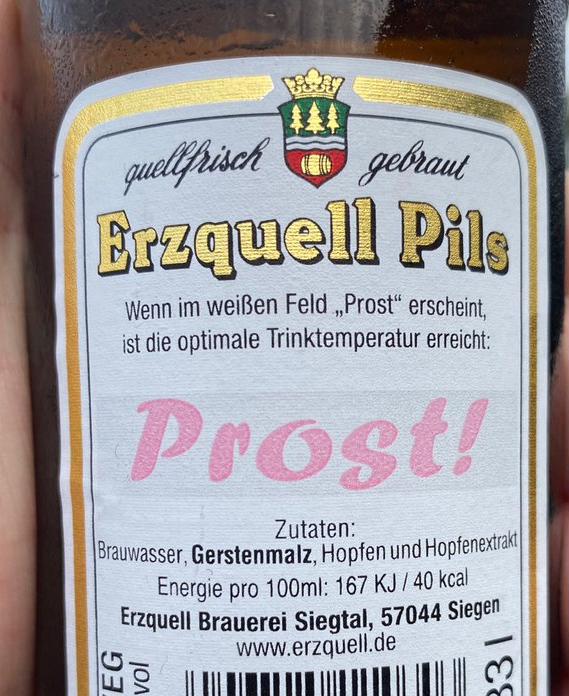 quellfrisch gebraut
Erzquell Pils
Wenn im weißen Feld „Prost“ erscheint,
ist die optimale Trinktemperatur erreicht:
Prost!
Zutaten:
Brauwasser, Gerstenmalz, Hopfen und Hopfenextrakt
Energie pro 100ml: 167 KJ / 40 kcal
Erzquell Brauerei Siegtal, 57044 Siegen
www.erzquell.de
vol